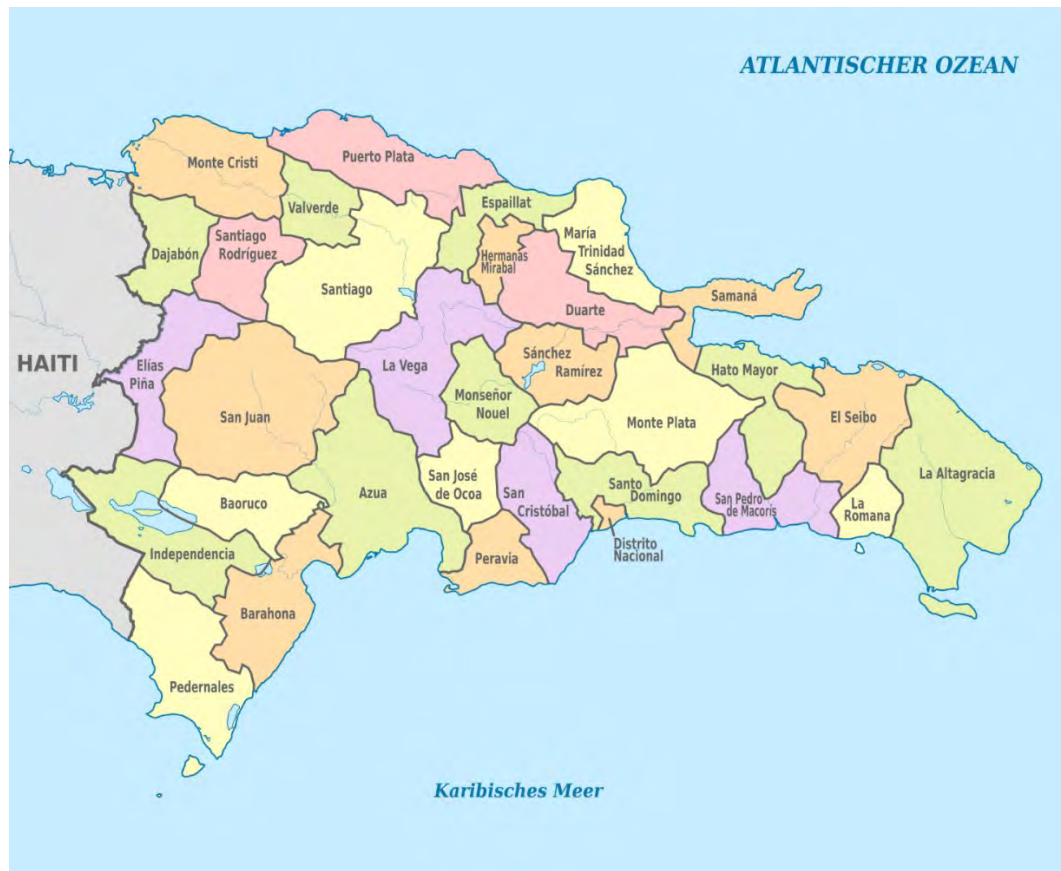 ATLANTISCHER OZEAN
Puerto Plata
Monte Cristi
Espaillat
Valverde
María
Trinidad
Sánchez
Santiago
Rodríguez
Dajabón
Hermanas
Mirabal
Santiago
Samaná
Duarte
HAITI
Elías
Piña
La Vega
Sánchez
Ramírez
Hato Mayor
Monseñor
Nouel
San Juan
Monte Plata
El Seibo
La Altagracia
San José
de Ocoa
Azua
Baoruco
San
Cristóbal
Santo
Domingo
San Pedro
de Macorís
La
Romana
Distrito
Nacional
Independencia
Peravia
Barahona
Pedernales
Karibisches Meer